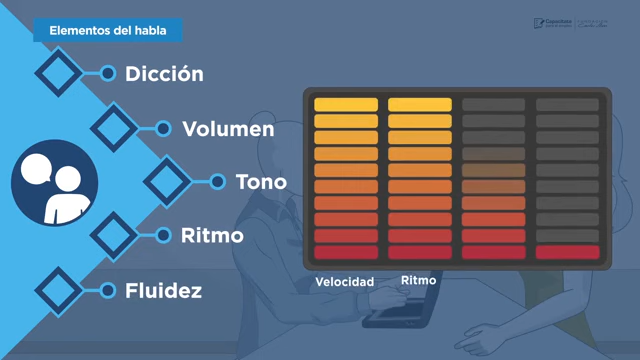 Elementos del habla
Dicción
Volumen
Tono
Ritmo
Fluidez
Velocidad
Ritmo